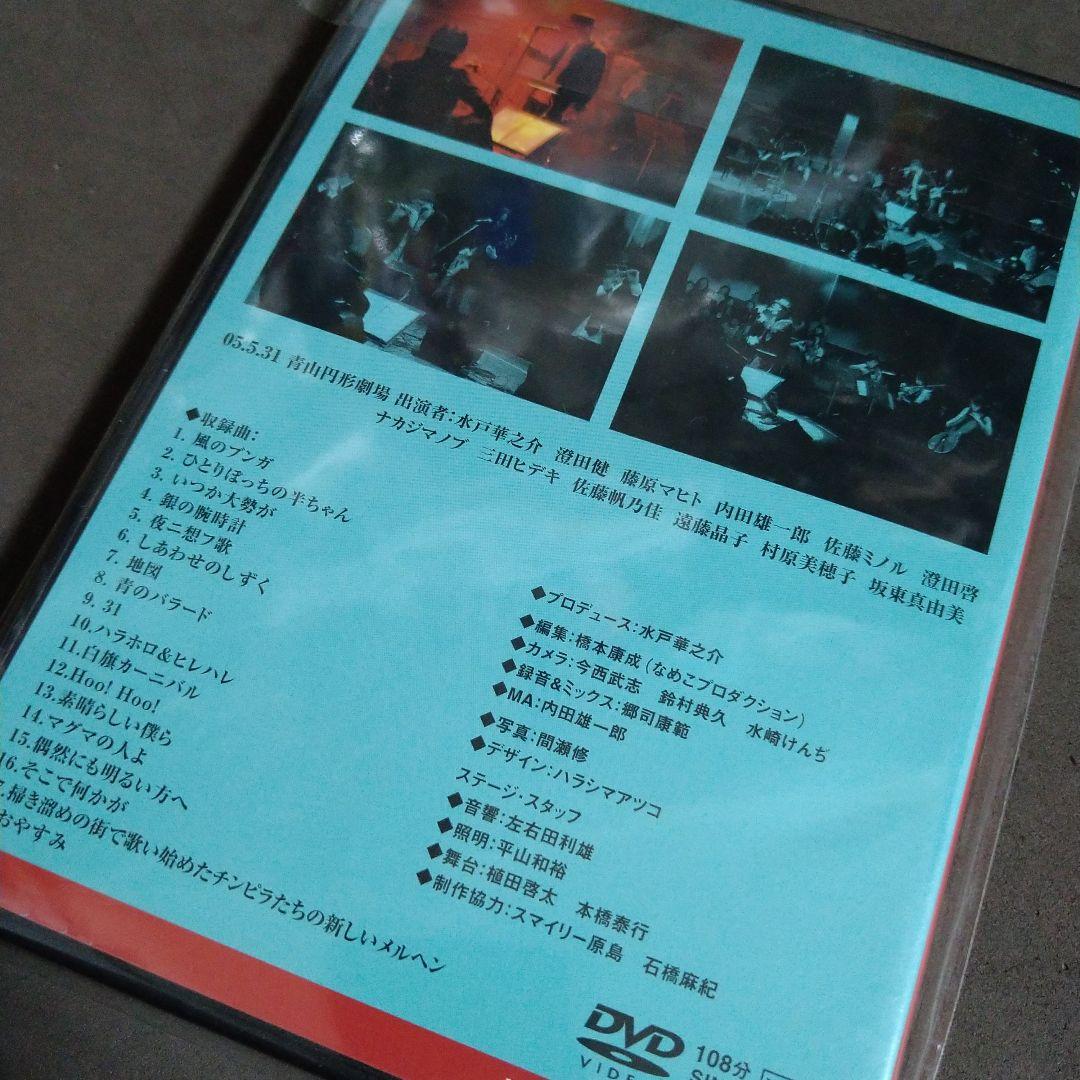 05.5.31 青山円形劇場 出演者：水戸華之介　澄田健　藤原マヒト　内田雄一郎　佐藤ミノル　澄田啓
ナカジマノブ　三田ヒデキ　佐藤帆乃佳　遠藤晶子　村原美穂子　坂東真由美
◆収録曲：
1. 風のブンガ
2. ひとりぼっちの羊ちゃん
3. いつか大勢が
4. 銀の腕時計
5. 夜ニ想フ歌
6. しあわせのしずく
7. 地図
8. 青のバラード
9. 31
10.ハラホロ&ヒレハレ
11.白旗カーニバル
12.Hoo! Hoo!
13.素晴らしい僕ら
14.マグマの人よ
15.偶然にも明るい方へ
16.そこで何かが
7.掃き溜めの街で歌い始めたチンピラたちの新しいメルヘン
おやすみ
◆プロデュース：水戸華之介
◆編集：橋本康成（なめこプロダクション）
◆カメラ：今西武志　鈴村典久　水崎けんぢ
◆録音&ミックス：郷司康範
◆MA：内田雄一郎
◆写真：間瀬修
◆デザイン：ハラシマアツコ
ステージ・スタッフ
◆音響：左右田利雄
◆照明：平山和裕
◆舞台：植田啓太　本橋泰行
◆制作協力：スマイリー原島　石橋麻紀
DVD
VIDE
108分